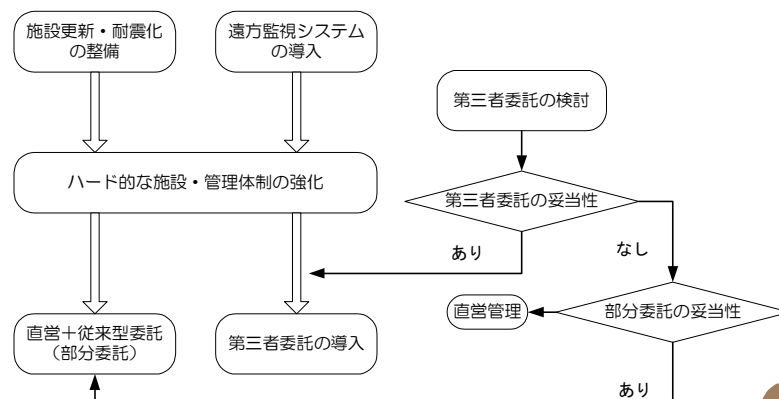 施設更新・耐震化
の整備
遠方監視システム
の導入
第三者委託の検討
ハード的な施設・管理体制の強化
第三者委託の妥当性
あり
なし
直営+従来型委託
(部分委託)
第三者委託の導入
直営管理
部分委託の妥当性
あり